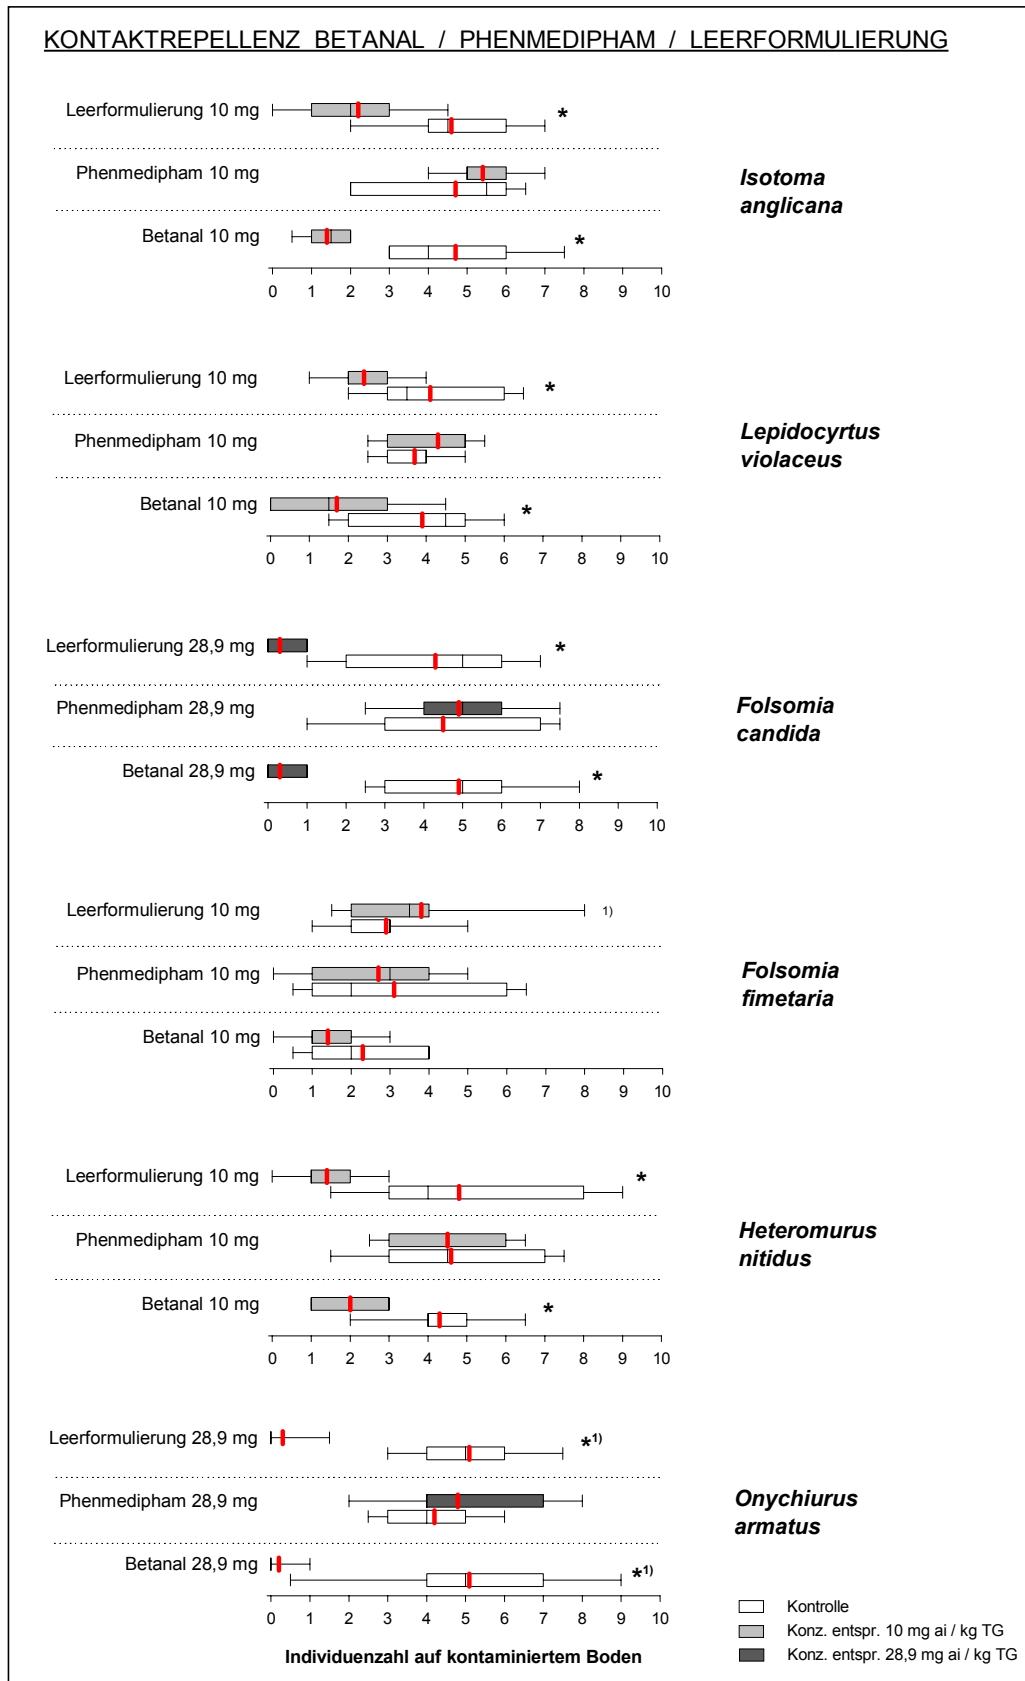 KONTAKTREPELLENZ BETANAL / PHENMEDIPHAM / LEERFORMULIERUNG
Leerformulierung 10 mg
*
Phenmedipham 10 mg
Isotoma
anglicana
Betanal 10 mg
*
0 1 2 3 4 5 6 7 8 9 10
Leerformulierung 10 mg
*
Phenmedipham 10 mg
Lepidocyrtus
violaceus
Betanal 10 mg
*
0 1 2 3 4 5 6 7 8 9 10
Leerformulierung 28,9 mg
*
Phenmedipham 28,9 mg
Folsomia
candida
Betanal 28,9 mg
*
0 1 2 3 4 5 6 7 8 9 10
Leerformulierung 10 mg
1)
Phenmedipham 10 mg
Folsomia
fimetaria
Betanal 10 mg
0 1 2 3 4 5 6 7 8 9 10
Leerformulierung 10 mg
*
Phenmedipham 10 mg
Heteromurus
nitidus
Betanal 10 mg
*
0 1 2 3 4 5 6 7 8 9 10
Leerformulierung 28,9 mg
*1)
Phenmedipham 28,9 mg
Onychiurus
armatus
Betanal 28,9 mg
*1)
0 1 2 3 4 5 6 7 8 9 10
Individuenzahl auf kontaminiertem Boden
Kontrolle
Konz. entspr. 10 mg ai / kg TG
Konz. entspr. 28,9 mg ai / kg TG